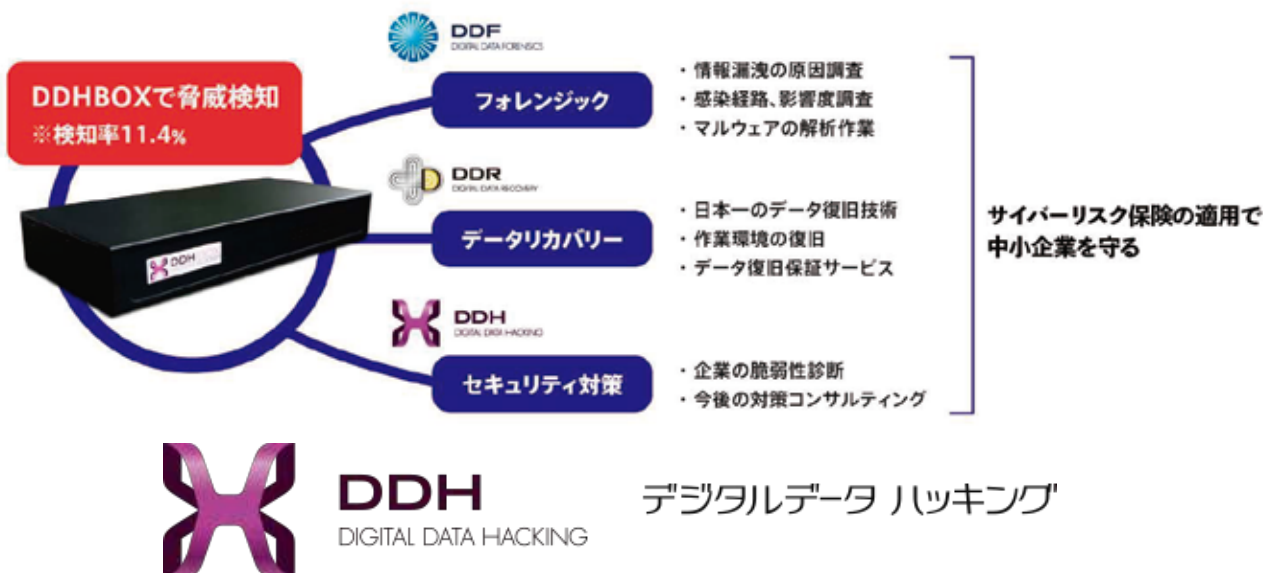 DDHBOXで脅威検知
※検知率11.4%
DDH
DDF
DIGITAL DATA FORENSICS
フォレンジック
・情報漏洩の原因調査
・感染経路、影響度調査
・マルウェアの解析作業
DDR
DIGITAL DATA RECOVERY
データリカバリー
・日本一のデータ復旧技術
・作業環境の復旧
・データ復旧保証サービス
DDH
DIGITAL DATA HACKING
セキュリティ対策
・企業の脆弱性診断
・今後の対策コンサルティング
サイバーリスク保険の適用で
中小企業を守る
DDH
DIGITAL DATA HACKING
デジタルデータ ハッキング